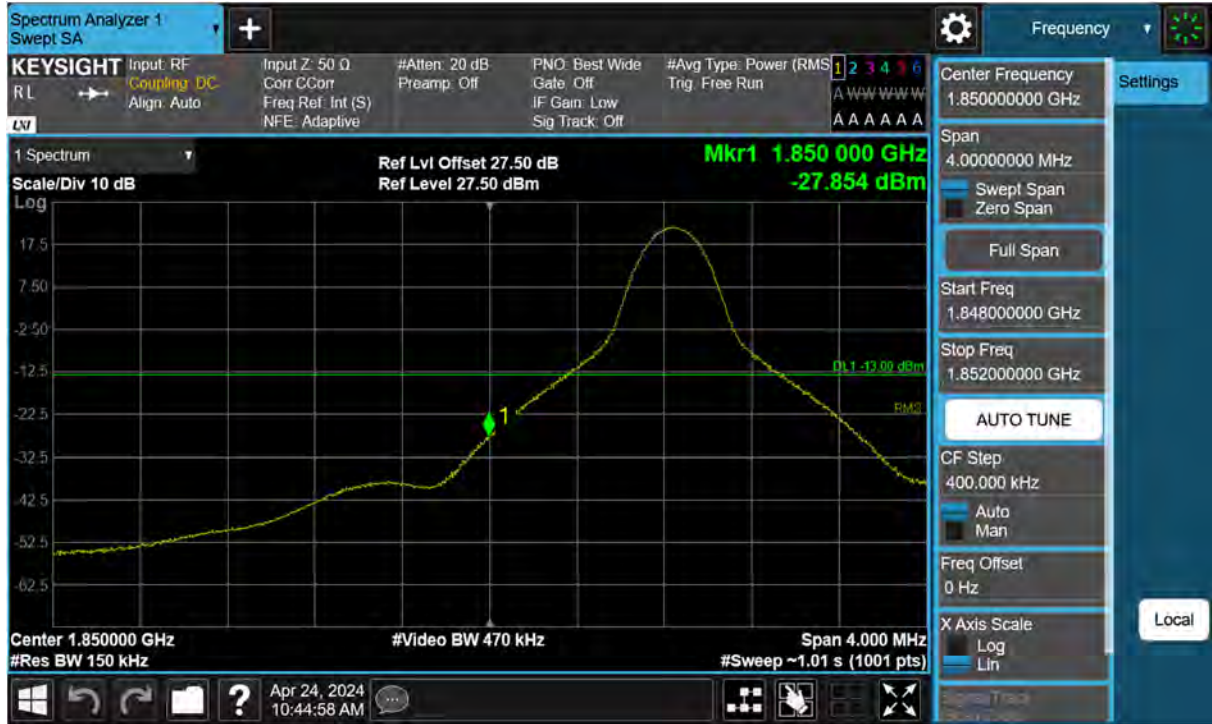 Spectrum Analyzer 1
Swept SA
Frequency
KEYSIGHT
RL
LXI
Input: RF
Coupling: DC
Align: Auto
Input Z: 50 Ω
Corr CCorr
Freq Ref: Int (S)
NFE: Adaptive
#Atten: 20 dB
Preamp: Off
PNO: Best Wide
Gate: Off
IF Gain: Low
Sig Track: Off
#Avg Type: Power (RMS
Trig: Free Run
1 2 3 4 5 6
A W W W W W
A A A A A A
1 Spectrum
Scale/Div 10 dB
Log
Ref Lvl Offset 27.50 dB
Ref Level 27.50 dBm
Mkr1 1.850 000 GHz
-27.854 dBm
17.5
7.50
-2.50
-12.5
-22.5
-32.5
-42.5
-52.5
-62.5
DL1 -13.00 dBm
RMS
1
Center 1.850000 GHz
#Res BW 150 kHz
#Video BW 470 kHz
Span 4.000 MHz
#Sweep ~1.01 s (1001 pts)
Center Frequency
1.850000000 GHz
Settings
Span
4.00000000 MHz
Swept Span
Zero Span
Full Span
Start Freq
1.848000000 GHz
Stop Freq
1.852000000 GHz
AUTO TUNE
CF Step
400.000 kHz
Auto
Man
Freq Offset
0 Hz
X Axis Scale
Log
Lin
Local
Signal Track
?
Apr 24, 2024
10:44:58 AM